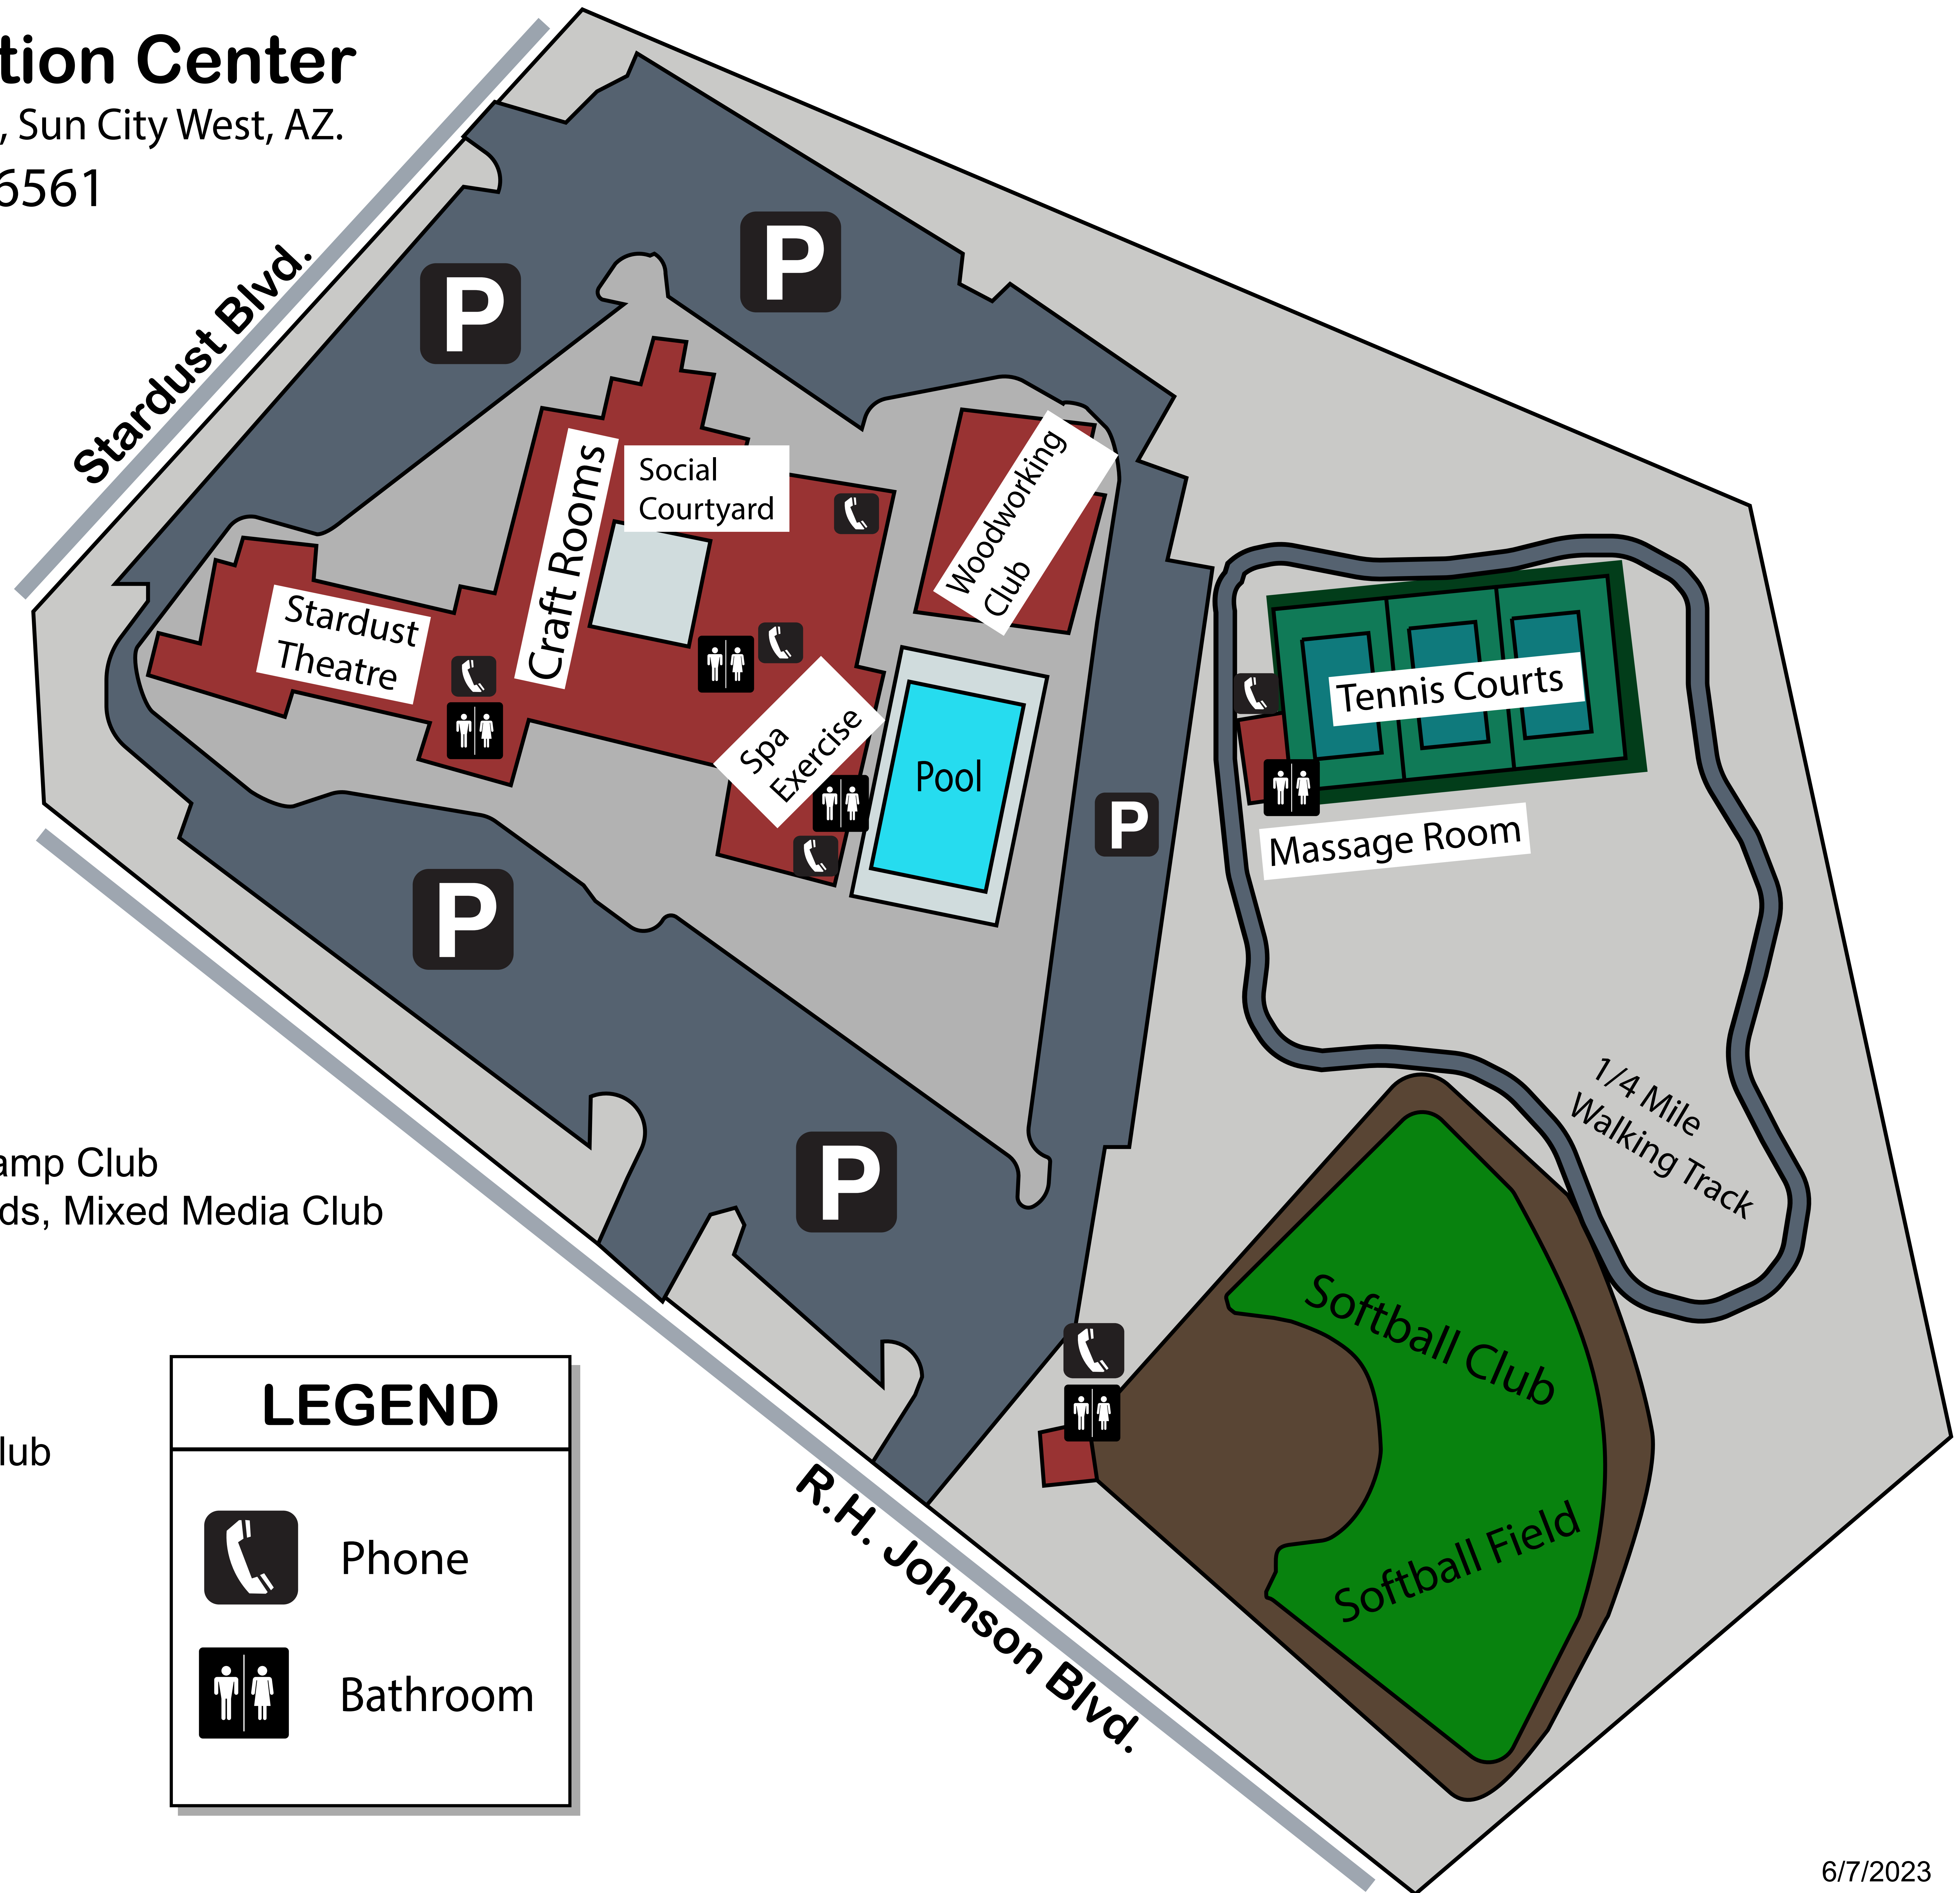 tion Center
, Sun City West, AZ.
6561
Stardust Blvd.
P
P
Social
Courtyard
Craft Rooms
Woodworking
Club
Stardust
Theatre
Spa
Exercise
Pool
P
Tennis Courts
Massage Room
P
P
1/4 Mile
Walking Track
amp Club
ds, Mixed Media Club
lub
Softball Club
Softball Field
R.H. Johnson Blvd.
LEGEND
Phone
Bathroom
6/7/2023